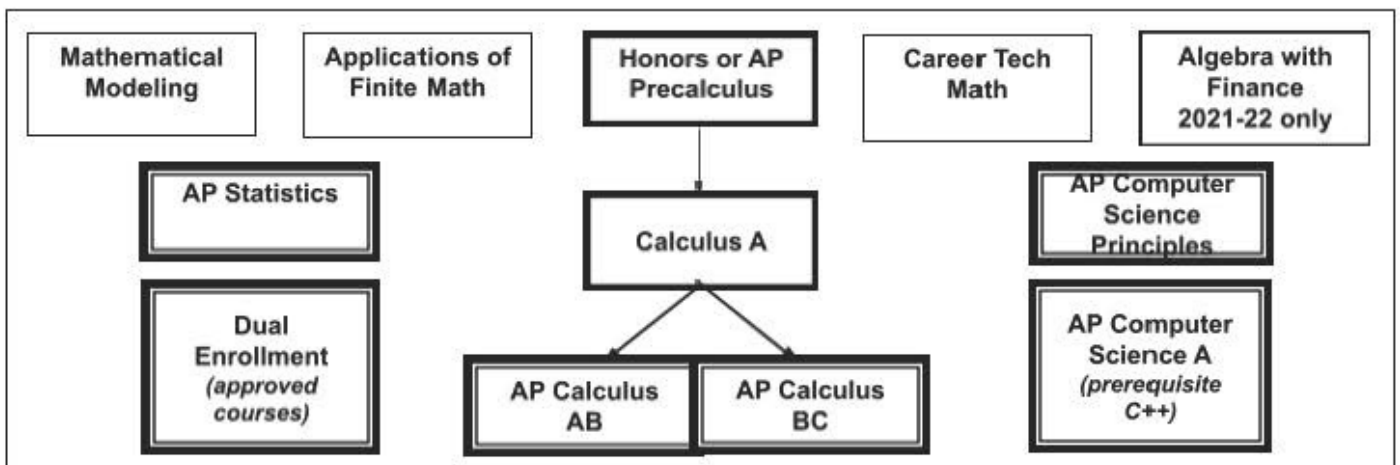 Mathematical
Modeling
Applications of
Finite Math
Honors or AP
Precalculus
Career Tech
Math
Algebra with
Finance
2021-22 only
AP Statistics
Calculus A
AP Computer
Science
Principles
Dual
Enrollment
(approved
courses)
AP Calculus
AB
AP Calculus
BC
AP Computer
Science A
(prerequisite
C++)